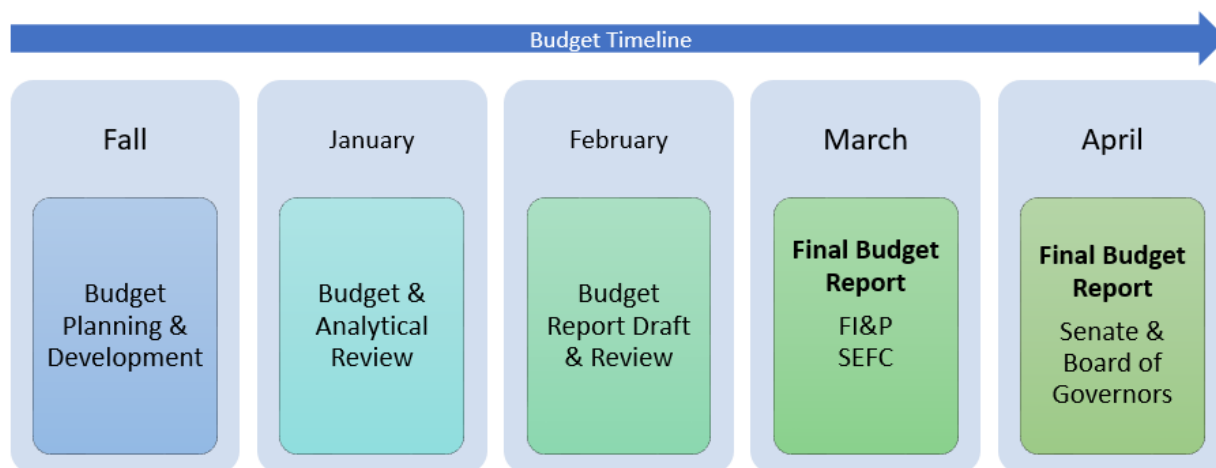 Budget Timeline
Fall
Budget
Planning &
Development
January
Budget &
Analytical
Review
February
Budget
Report Draft
& Review
March
Final Budget
Report
FI&P
SEFC
April
Final Budget
Report
Senate &
Board of
Governors